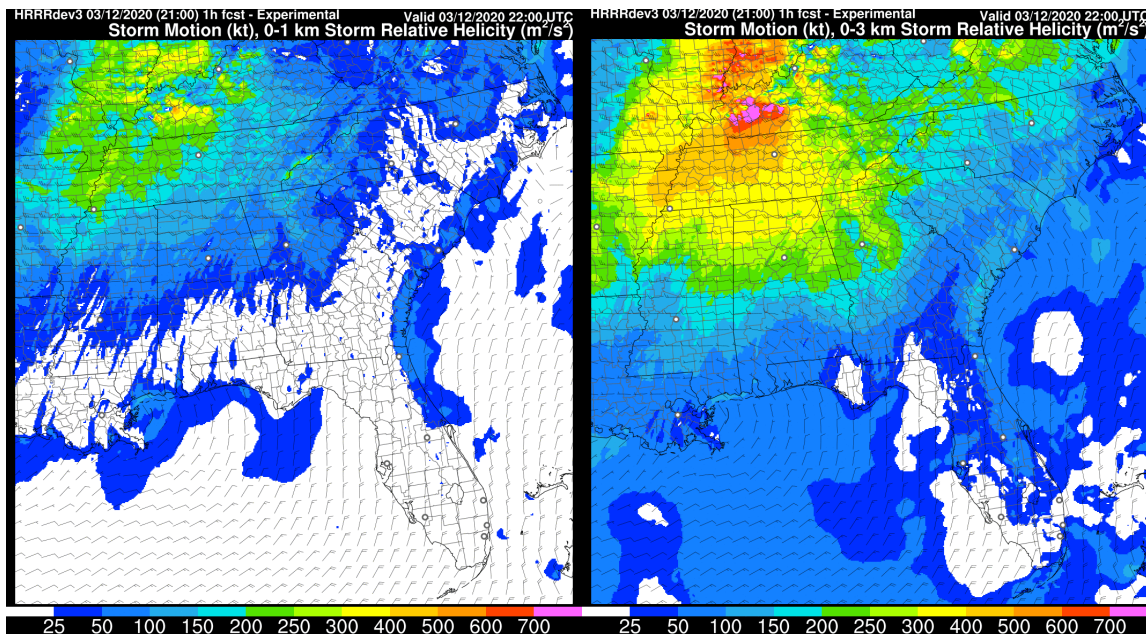 HRRRdev3 03/12/2020 (21:00) 1h fcst - Experimental Valid 03/12/2020 22:00 UTC
Storm Motion (kt), 0-1 km Storm Relative Helicity (m²/s²)
25 50 100 150 200 250 300 400 500 600 700
HRRRdev3 03/12/2020 (21:00) 1h fcst - Experimental Valid 03/12/2020 22:00 UTC
Storm Motion (kt), 0-3 km Storm Relative Helicity (m²/s²)
25 50 100 150 200 250 300 400 500 600 700